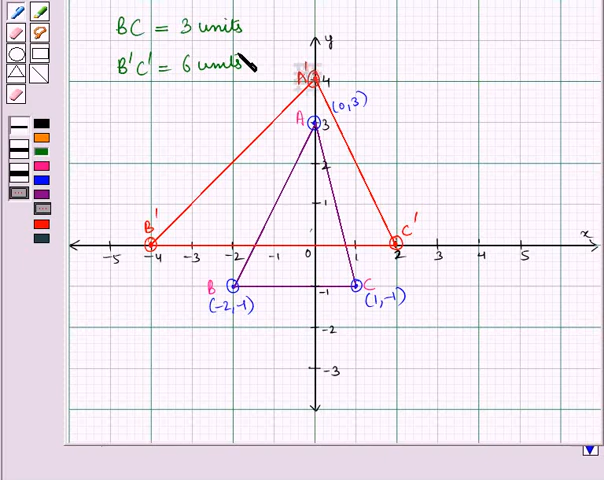 BC = 3 units
B'C' = 6 units
y
A'
4
(0,3)
A
3
2
1
B'
C'
x
-5
-4
-3
-2
-1
0
1
2
3
4
5
B
-1
C
(-2,-1)
(1,-1)
-2
-3